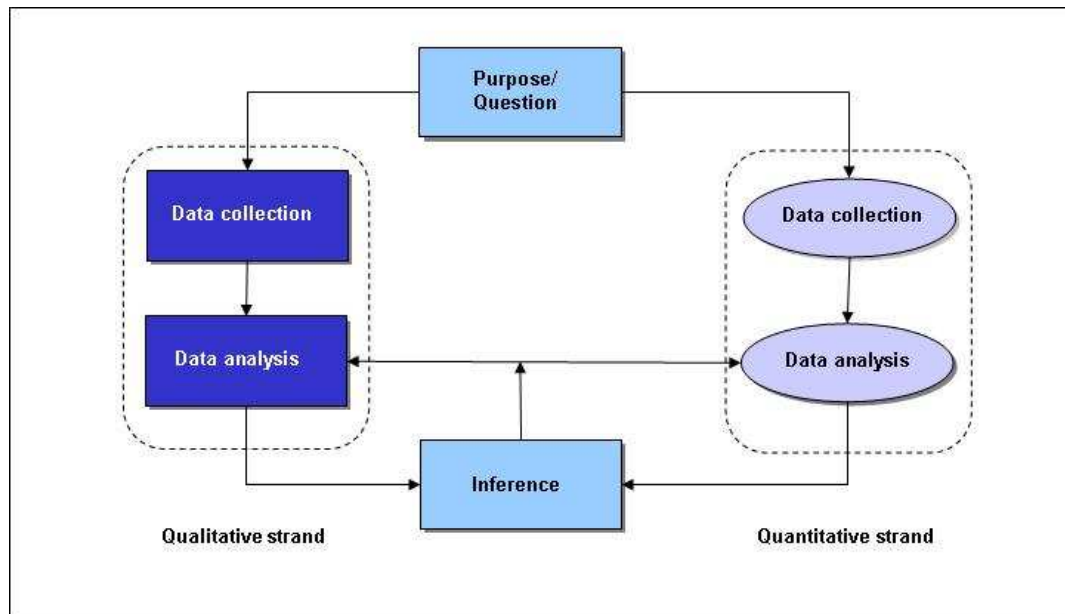 Purpose/
Question
Data collection
Data collection
Data analysis
Data analysis
Inference
Qualitative strand
Quantitative strand